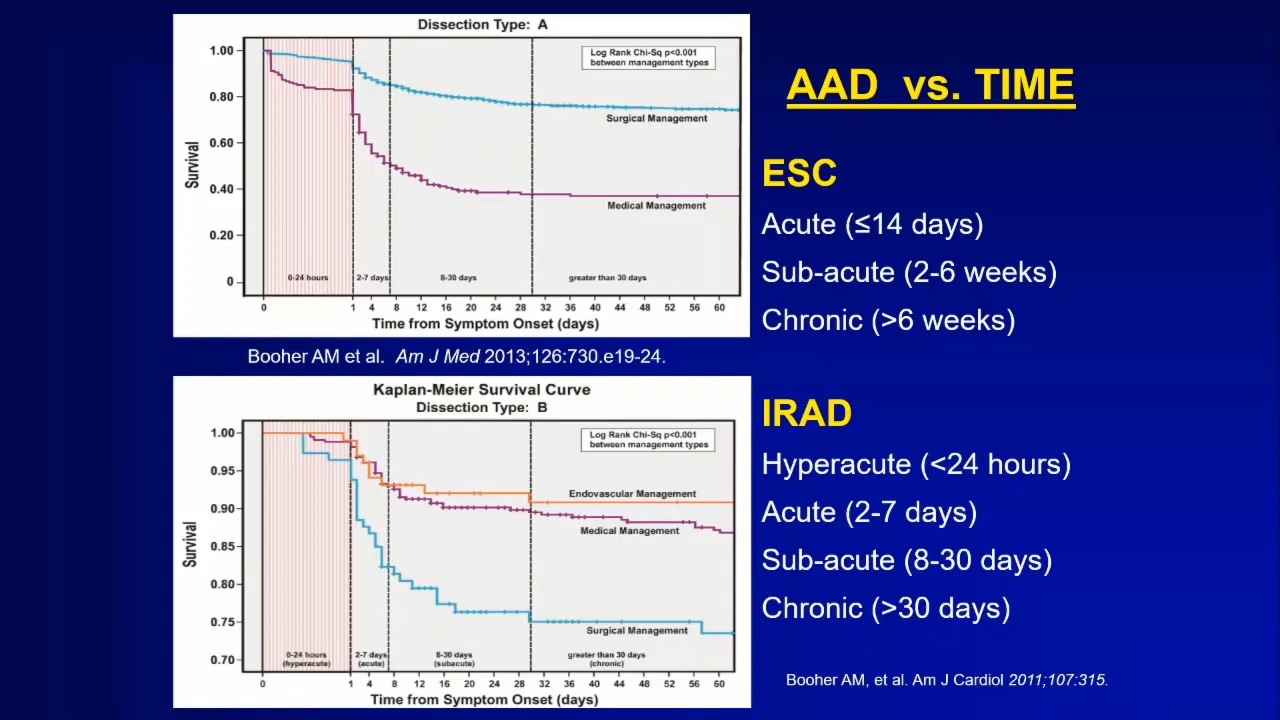 Dissection Type: A
Log Rank Chi-Sq p<0.001
between management types
1.00
0.80
0.60
0.40
0.20
0
Survival
Surgical Management
Medical Management
0-24 hours 2-7 days 8-30 days greater than 30 days
0 1 4 8 12 16 20 24 28 32 36 40 44 48 52 56 60
Time from Symptom Onset (days)
Booher AM et al. Am J Med 2013;126:730.e19-24.
Kaplan-Meier Survival Curve
Dissection Type: B
Log Rank Chi-Sq p<0.001
between management types
1.00
0.95
0.90
0.85
0.80
0.75
0.70
Survival
Endovascular Management
Medical Management
Surgical Management
0-24 hours 2-7 days 8-30 days greater than 30 days
(hyperacute) (acute) (subacute) (chronic)
0 1 4 8 12 16 20 24 28 32 36 40 44 48 52 56 60
Time from Symptom Onset (days)
AAD vs. TIME
ESC
Acute (≤14 days)
Sub-acute (2-6 weeks)
Chronic (>6 weeks)
IRAD
Hyperacute (<24 hours)
Acute (2-7 days)
Sub-acute (8-30 days)
Chronic (>30 days)
Booher AM, et al. Am J Cardiol 2011;107:315.